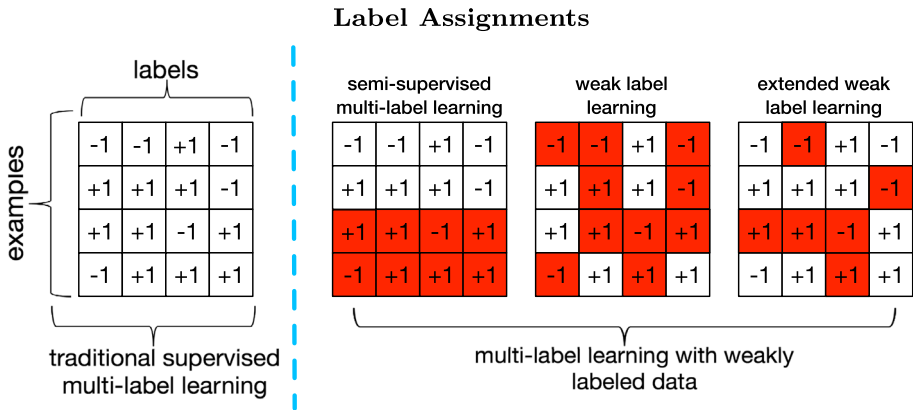 Label Assignments
labels
examples
-1 -1 +1 -1
+1 +1 +1 -1
+1 +1 -1 +1
-1 +1 +1 +1
traditional supervised
multi-label learning
semi-supervised
multi-label learning
-1 -1 +1 -1
+1 +1 +1 -1
+1 +1 -1 +1
-1 +1 +1 +1
weak label
learning
-1 -1 +1 -1
+1 +1 +1 -1
+1 +1 -1 +1
-1 +1 +1 +1
extended weak
label learning
-1 -1 +1 -1
+1 +1 +1 -1
+1 +1 -1 +1
-1 +1 +1 +1
multi-label learning with weakly
labeled data